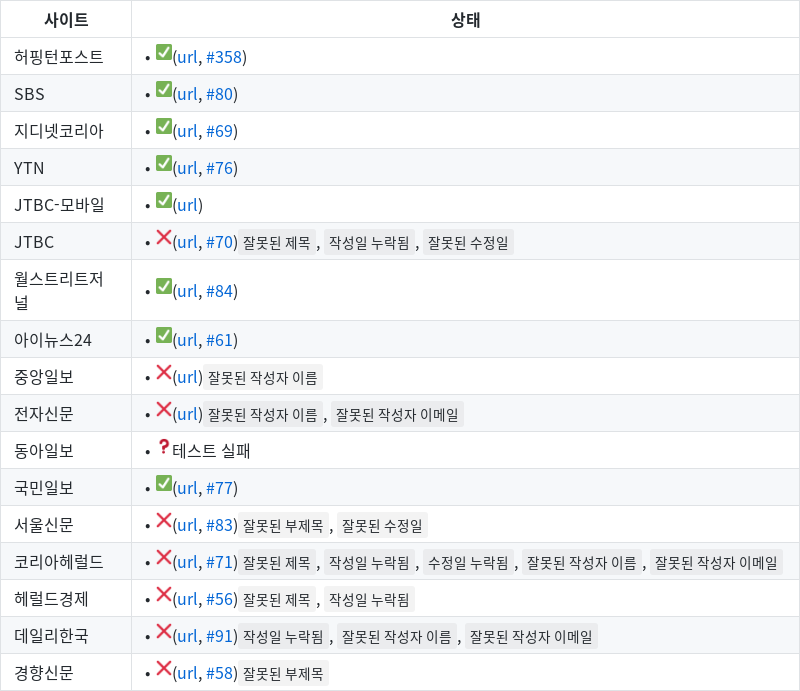 사이트 상태
허핑턴포스트 • ✅(url, #358)
SBS • ✅(url, #80)
지디넷코리아 • ✅(url, #69)
YTN • ✅(url, #76)
JTBC-모바일 • ✅(url)
JTBC • ❌(url, #70) 잘못된 제목 , 작성일 누락됨 , 잘못된 수정일
월스트리트저
널 • ✅(url, #84)
아이뉴스24 • ✅(url, #61)
중앙일보 • ❌(url) 잘못된 작성자 이름
전자신문 • ❌(url) 잘못된 작성자 이름 , 잘못된 작성자 이메일
동아일보 • ❓테스트 실패
국민일보 • ✅(url, #77)
서울신문 • ❌(url, #83) 잘못된 부제목 , 잘못된 수정일
코리아헤럴드 • ❌(url, #71) 잘못된 제목 , 작성일 누락됨 , 수정일 누락됨 , 잘못된 작성자 이름 , 잘못된 작성자 이메일
헤럴드경제 • ❌(url, #56) 잘못된 제목 , 작성일 누락됨
데일리한국 • ❌(url, #91) 작성일 누락됨 , 잘못된 작성자 이름 , 잘못된 작성자 이메일
경향신문 • ❌(url, #58) 잘못된 부제목